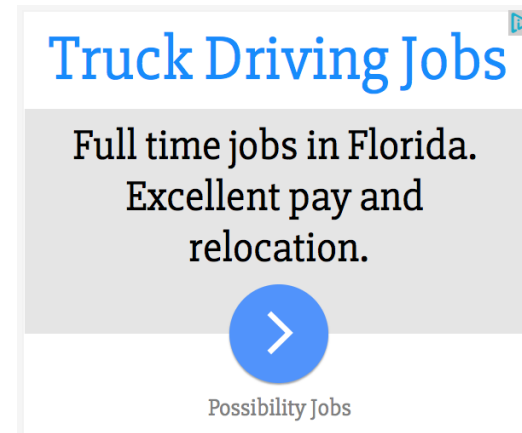 Truck Driving Jobs
Full time jobs in Florida.
Excellent pay and
relocation.
Possibility Jobs